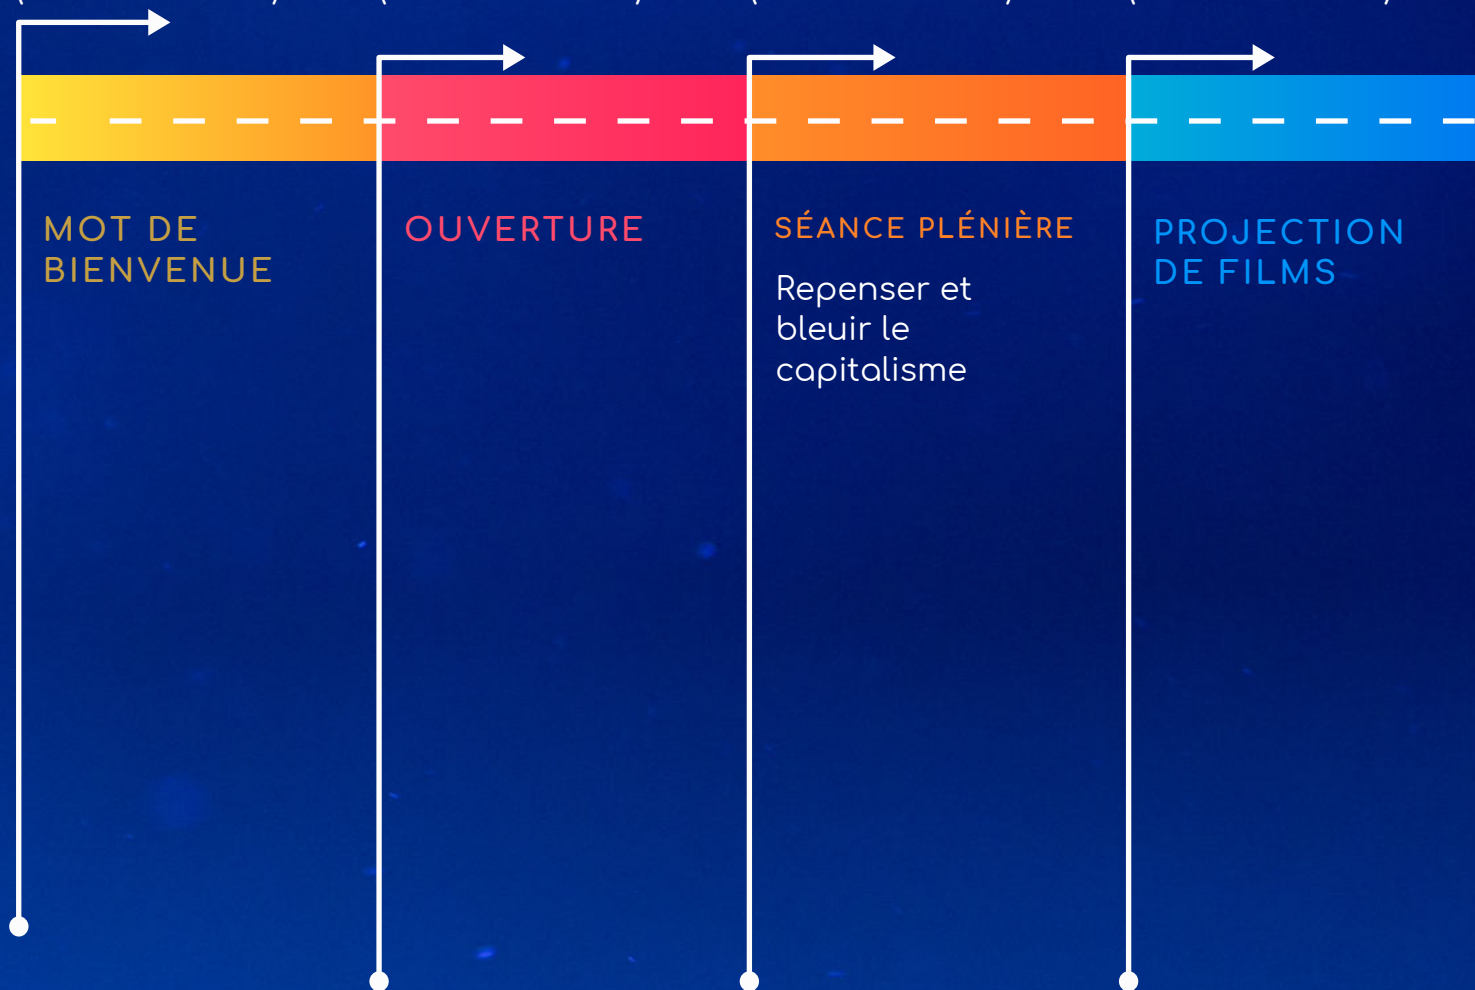 MOT DE
BIENVENUE
OUVERTURE
SÉANCE PLÉNIÈRE
Repenser et
bleuir le
capitalisme
PROJECTION
DE FILMS